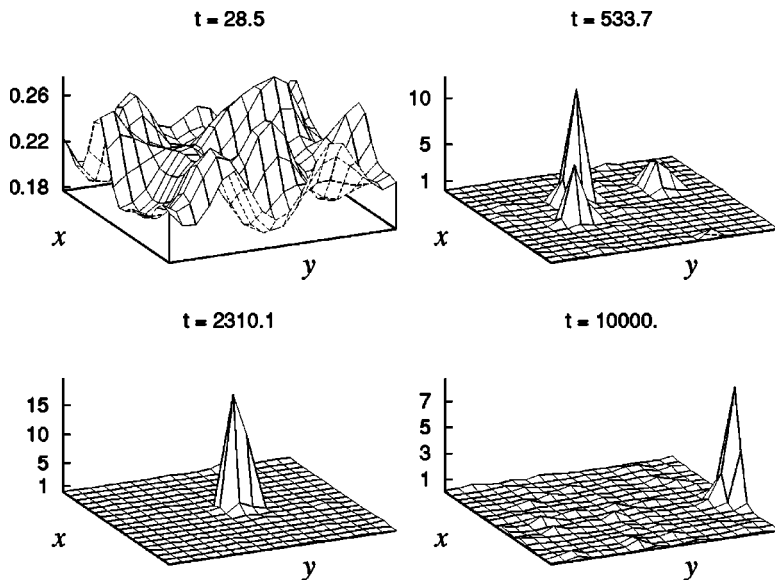 t = 28.5
0.26
0.22
0.18
x
y
t = 533.7
10
5
1
x
y
t = 2310.1
15
10
5
1
x
y
t = 10000.
7
5
3
1
x
y